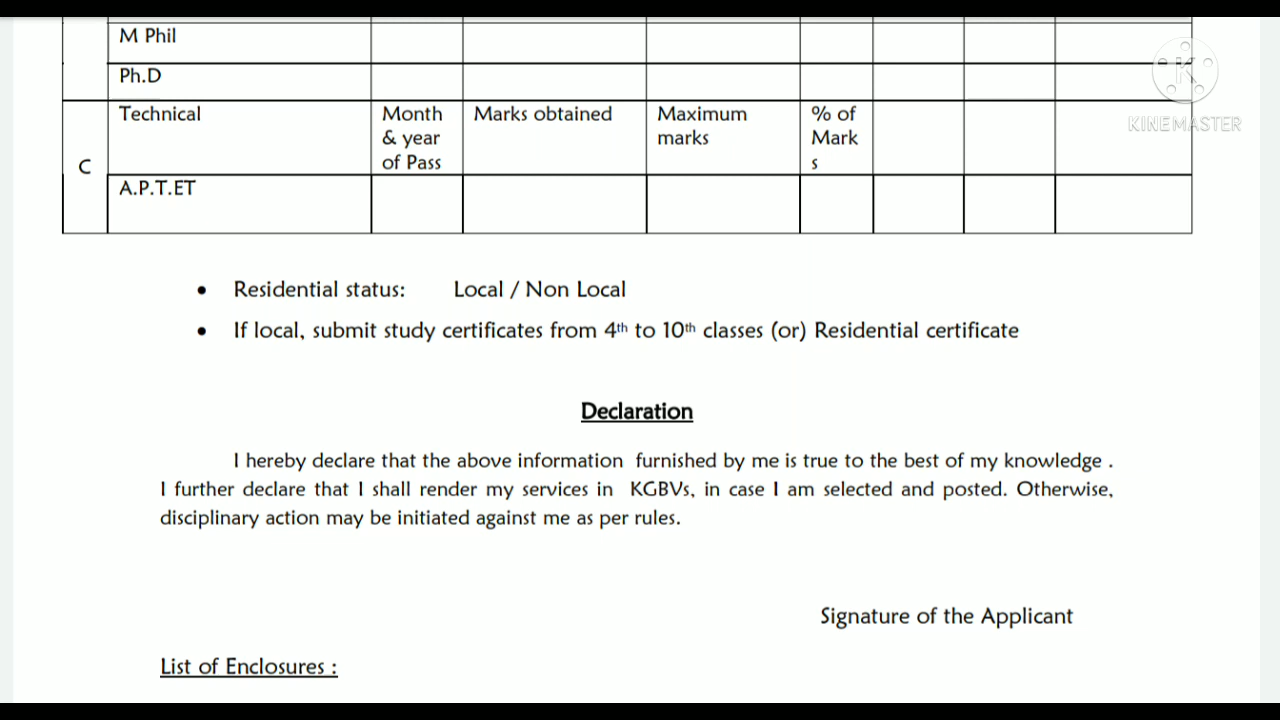 M Phil
Ph.D
KINEMASTER
C
Technical
Month
& year
of Pass
Marks obtained
Maximum
marks
% of
Mark
s
A.P.T.ET
• Residential status: Local / Non Local
• If local, submit study certificates from 4th to 10th classes (or) Residential certificate
Declaration
I hereby declare that the above information furnished by me is true to the best of my knowledge .
I further declare that I shall render my services in KGBVs, in case I am selected and posted. Otherwise,
disciplinary action may be initiated against me as per rules.
Signature of the Applicant
List of Enclosures :